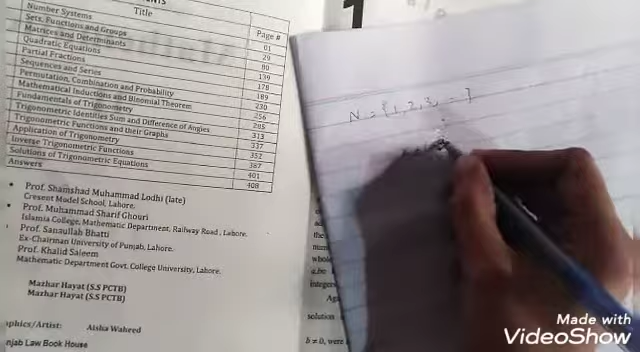 Title
Page #
Number Systems 01
Sets, Functions and Groups 29
Matrices and Determinants 80
Quadratic Equations 139
Partial Fractions 178
Sequences and Series 189
Permutation, Combination and Probability 230
Mathematical Inductions and Binomial Theorem 256
Fundamentals of Trigonometry 285
Trigonometric Identities Sum and Difference of Angles 313
Trigonometric Functions and their Graphs 337
Application of Trigonometry 352
Inverse Trigonometric Functions 387
Solutions of Trigonometric Equations 401
Answers 408
Prof. Shamshad Muhammad Lodhi (late)
Cresent Model School, Lahore.
Prof. Muhammad Sharif Ghouri
Islamia College, Mathematic Department, Railway Road, Lahore.
Prof. Sanaullah Bhatti
Ex-Chairman University of Punjab, Lahore.
Prof. Khalid Saleem
Mathematic Department Govt. College University, Lahore.
Mazhar Hayat (S.S PCTB)
Mazhar Hayat (S.S PCTB)
Aisha Waheed
Law Book House
N = {1, 2, 3, ---}
solution
b ≠ 0, were
Made with
VideoShow